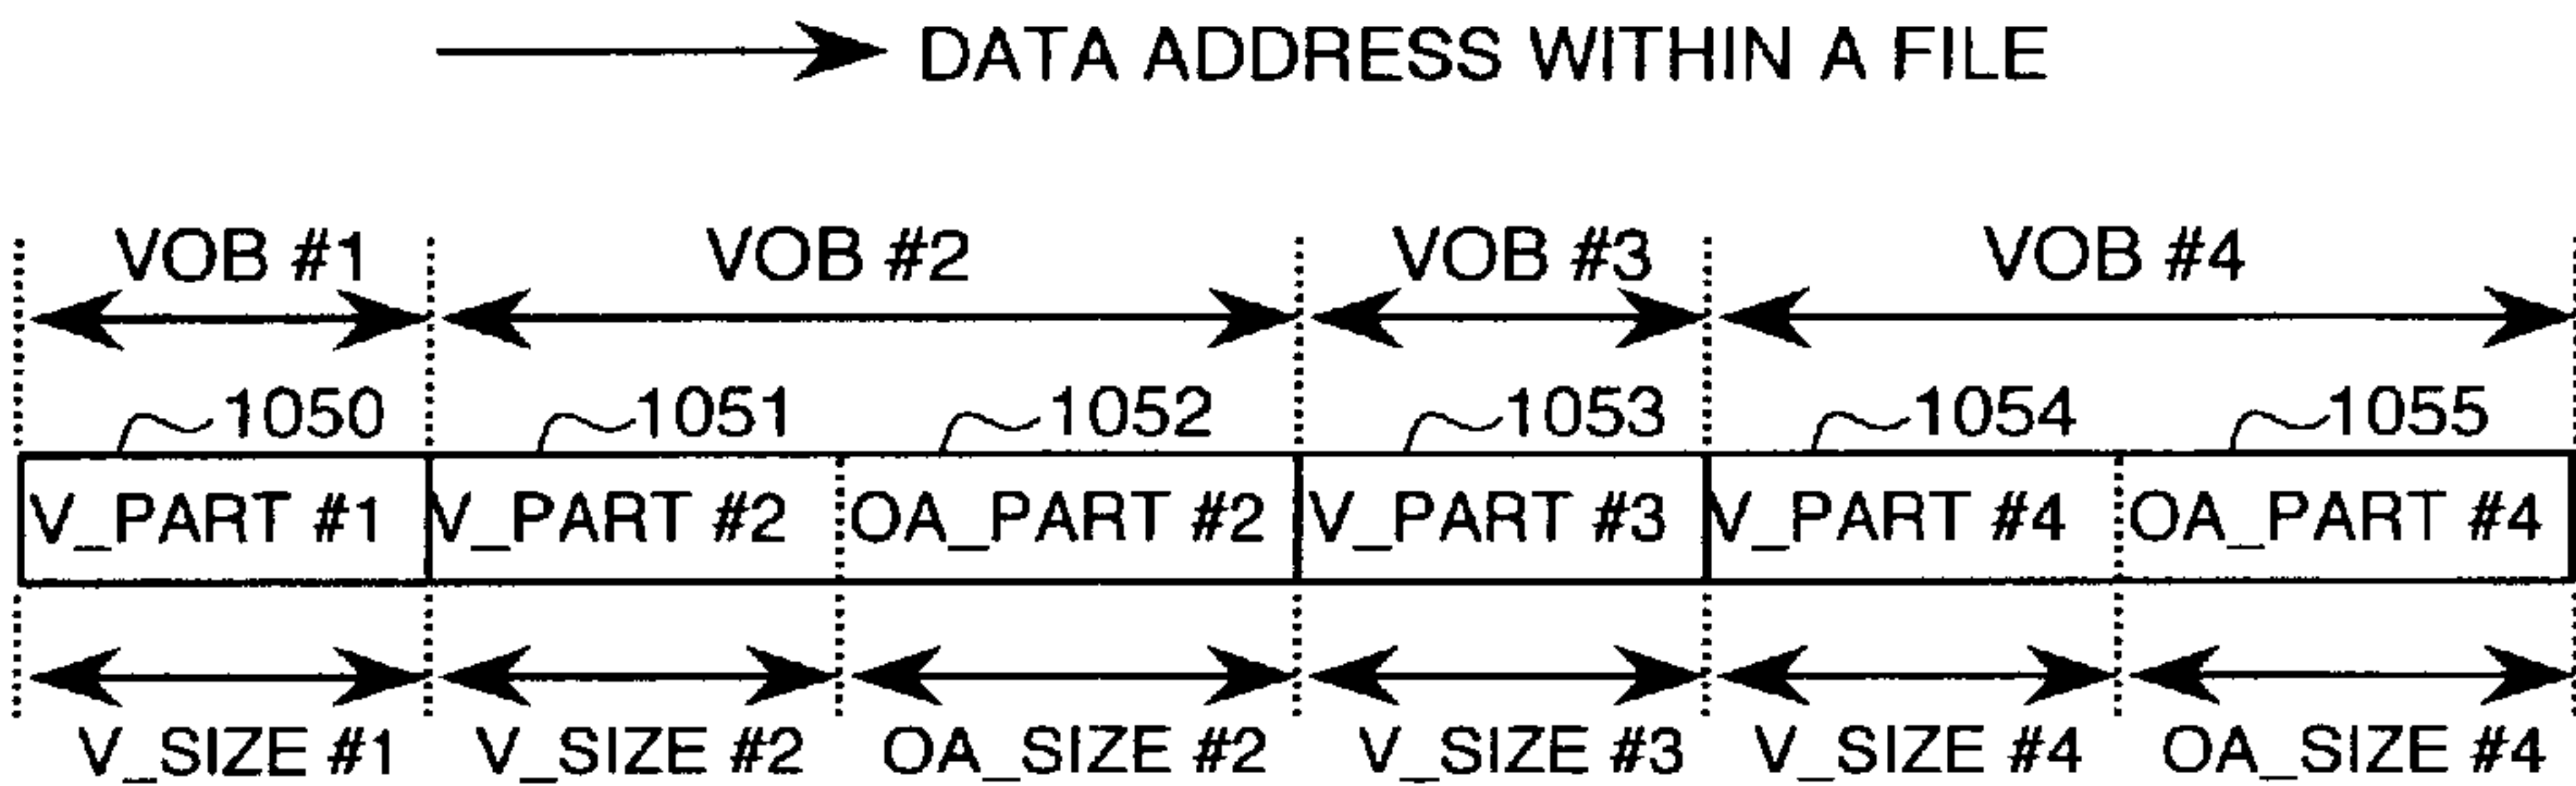 DATA ADDRESS WITHIN A FILE
VOB #1 VOB #2 VOB #3 VOB #4
1050 1051 1052 1053 1054 1055
V_PART #1 V_PART #2 OA_PART #2 V_PART #3 V_PART #4 OA_PART #4
V_SIZE #1 V_SIZE #2 OA_SIZE #2 V_SIZE #3 V_SIZE #4 OA_SIZE #4